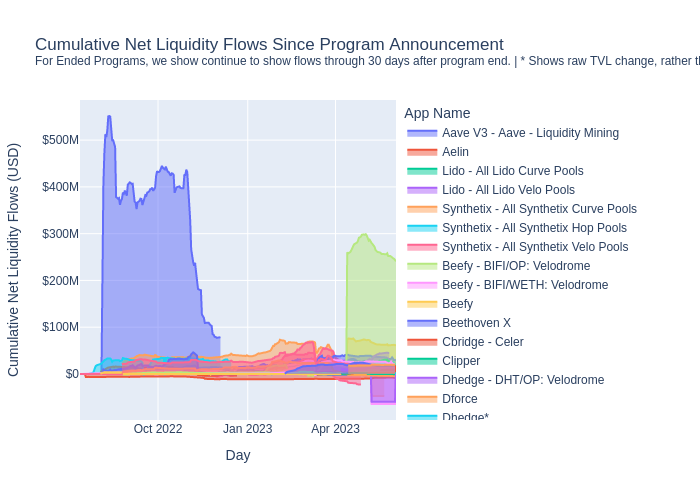 Cumulative Net Liquidity Flows Since Program Announcement
For Ended Programs, we show continue to show flows through 30 days after program end. | * Shows raw TVL change, rather
App Name
Aave V3 - Aave - Liquidity Mining
Aelin
Lido - All Lido Curve Pools
Lido - All Lido Velo Pools
Synthetix - All Synthetix Curve Pools
Synthetix - All Synthetix Hop Pools
Synthetix - All Synthetix Velo Pools
Beefy - BIFI/OP: Velodrome
Beefy - BIFI/WETH: Velodrome
Beefy
Beethoven X
Cbridge - Celer
Clipper
Dhedge - DHT/OP: Velodrome
Dforce
Dhedge*
Cumulative Net Liquidity Flows (USD)
$500M
$400M
$300M
$200M
$100M
$0
Oct 2022
Jan 2023
Apr 2023
Day